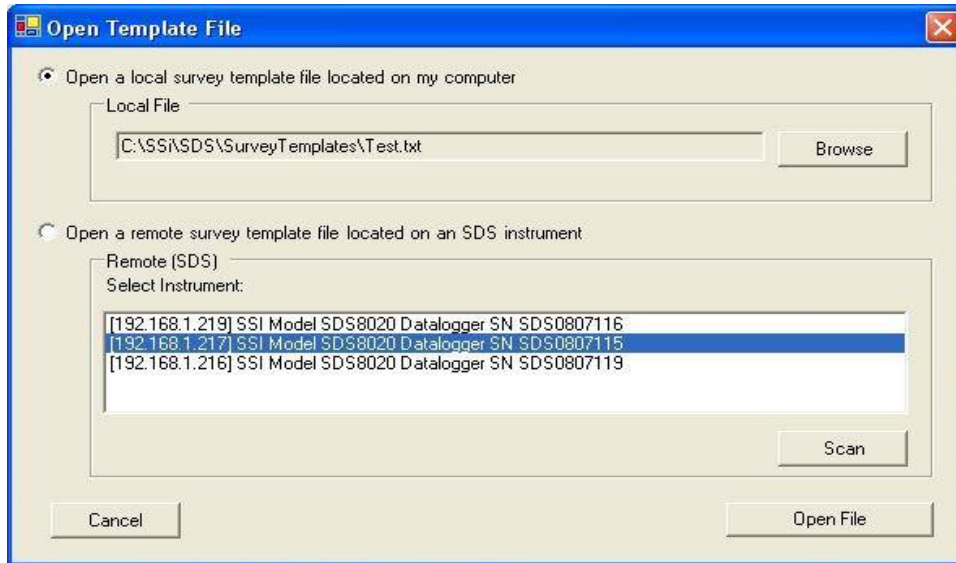 Open Template File
Open a local survey template file located on my computer
Local File
C:\SSi\SDS\SurveyTemplates\Test.txt
Browse
Open a remote survey template file located on an SDS instrument
Remote (SDS)
Select Instrument:
[192.168.1.219] SSI Model SDS8020 Datalogger SN SDS0807116
[192.168.1.217] SSI Model SDS8020 Datalogger SN SDS0807115
[192.168.1.216] SSI Model SDS8020 Datalogger SN SDS0807119
Scan
Cancel
Open File